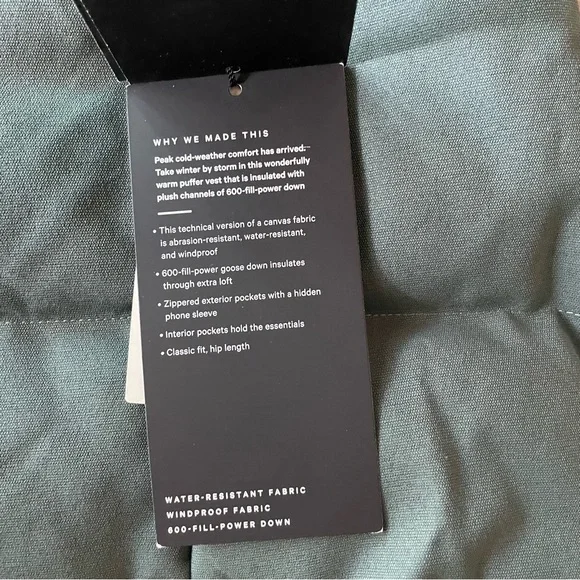 WHY WE MADE THIS
Peak cold-weather comfort has arrived.
Take winter by storm in this wonderfully
warm puffer vest that is insulated with
plush channels of 600-fill-power down
• This technical version of a canvas fabric
is abrasion-resistant, water-resistant,
and windproof
• 600-fill-power goose down insulates
through extra loft
• Zippered exterior pockets with a hidden
phone sleeve
• Interior pockets hold the essentials
• Classic fit, hip length
WATER-RESISTANT FABRIC
WINDPROOF FABRIC
600-FILL-POWER DOWN